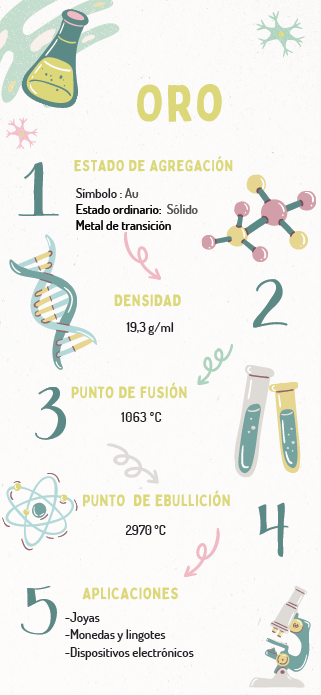 ORO
1
ESTADO DE AGREGACIÓN
Simbolo : Au
Estado ordinario: Sólido
Metal de transición
2
DENSIDAD
19,3 g/ml
3
PUNTO DE FUSIÓN
1063 °C
4
PUNTO DE EBULLICIÓN
2970 °C
5
APLICACIONES
-Joyas
-Monedas y lingotes
-Dispositivos electrónicos